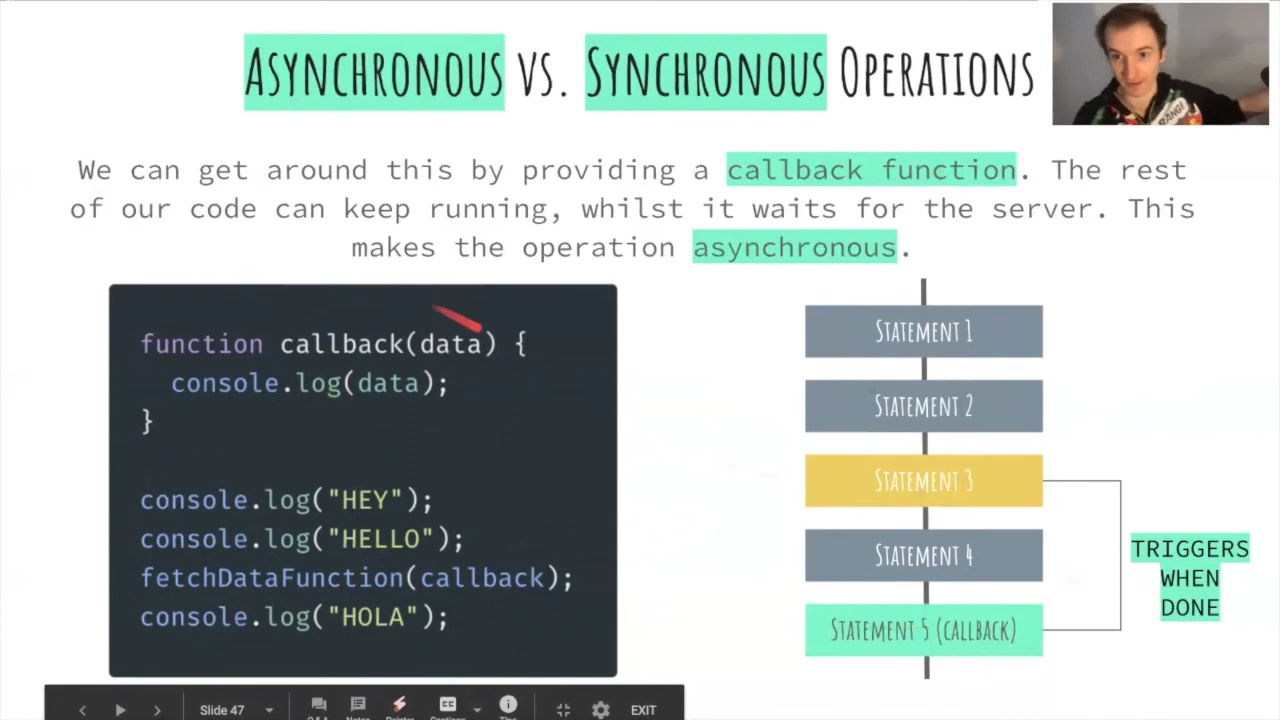 ASYNCHRONOUS VS. SYNCHRONOUS OPERATIONS
We can get around this by providing a callback function. The rest
of our code can keep running, whilst it waits for the server. This
makes the operation asynchronous.
function callback(data) {
console.log(data);
}
console.log("HEY");
console.log("HELLO");
fetchDataFunction(callback);
console.log("HOLA");
STATEMENT 1
STATEMENT 2
STATEMENT 3
STATEMENT 4
STATEMENT 5 (CALLBACK)
TRIGGERS
WHEN
DONE
Slide 47
EXIT